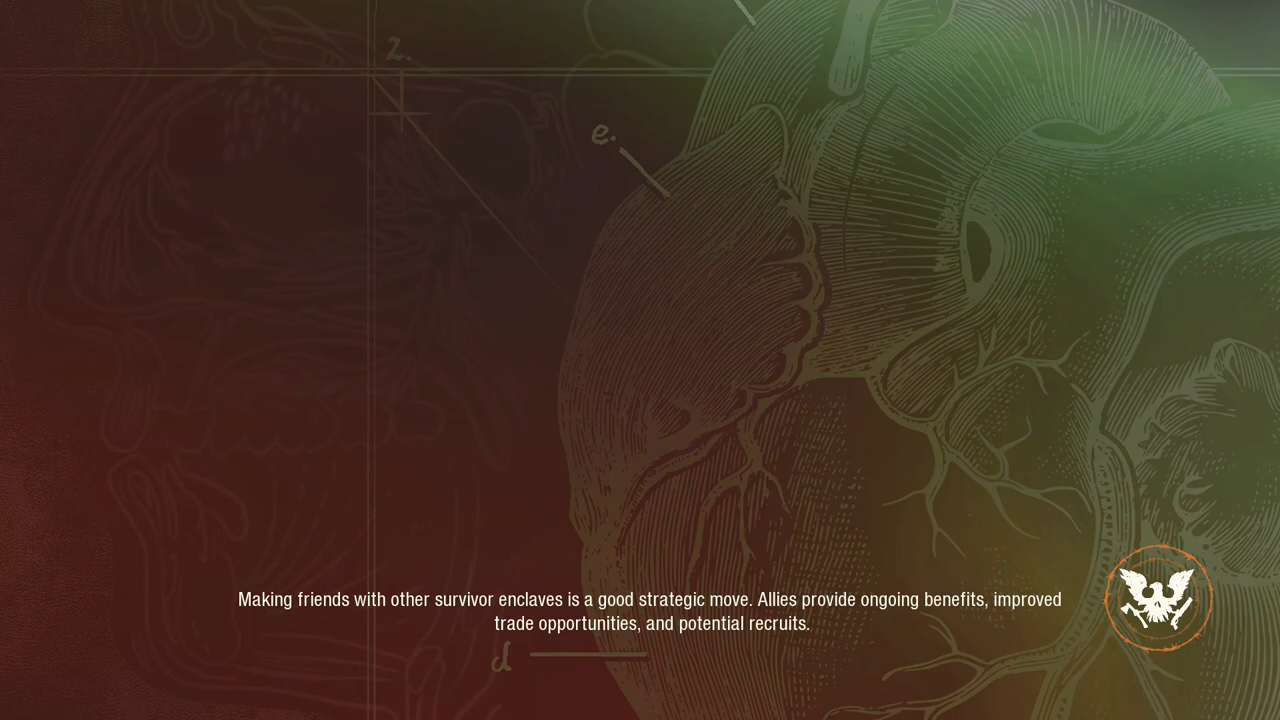 2.
e.
Making friends with other survivor enclaves is a good strategic move. Allies provide ongoing benefits, improved
trade opportunities, and potential recruits.
d